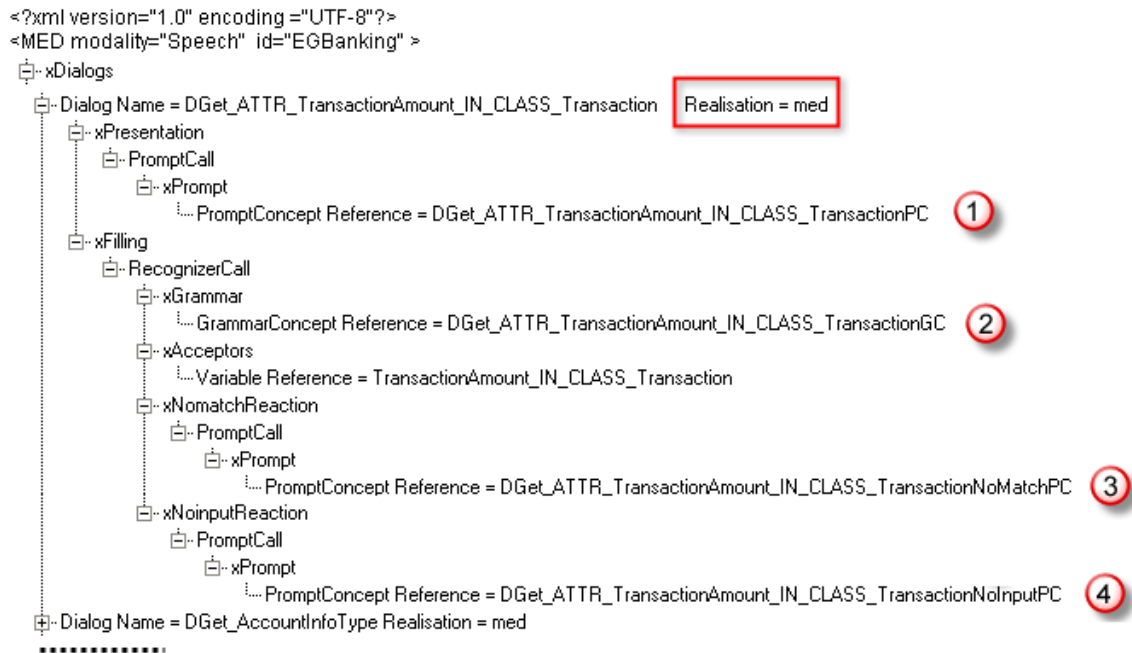 <?xml version="1.0" encoding ="UTF-8"?>
<MED modality="Speech" id="EGBanking" >
xDialogs
Dialog Name = DGet_ATTR_TransactionAmount_IN_CLASS_Transaction Realisation = med
xPresentation
PromptCall
xPrompt
PromptConcept Reference = DGet_ATTR_TransactionAmount_IN_CLASS_TransactionPC 1
xFilling
RecognizerCall
xGrammar
GrammarConcept Reference = DGet_ATTR_TransactionAmount_IN_CLASS_TransactionGC 2
xAcceptors
Variable Reference = TransactionAmount_IN_CLASS_Transaction
xNomatchReaction
PromptCall
xPrompt
PromptConcept Reference = DGet_ATTR_TransactionAmount_IN_CLASS_TransactionNoMatchPC 3
xNoinputReaction
PromptCall
xPrompt
PromptConcept Reference = DGet_ATTR_TransactionAmount_IN_CLASS_TransactionNoInputPC 4
Dialog Name = DGet_AccountInfoType Realisation = med